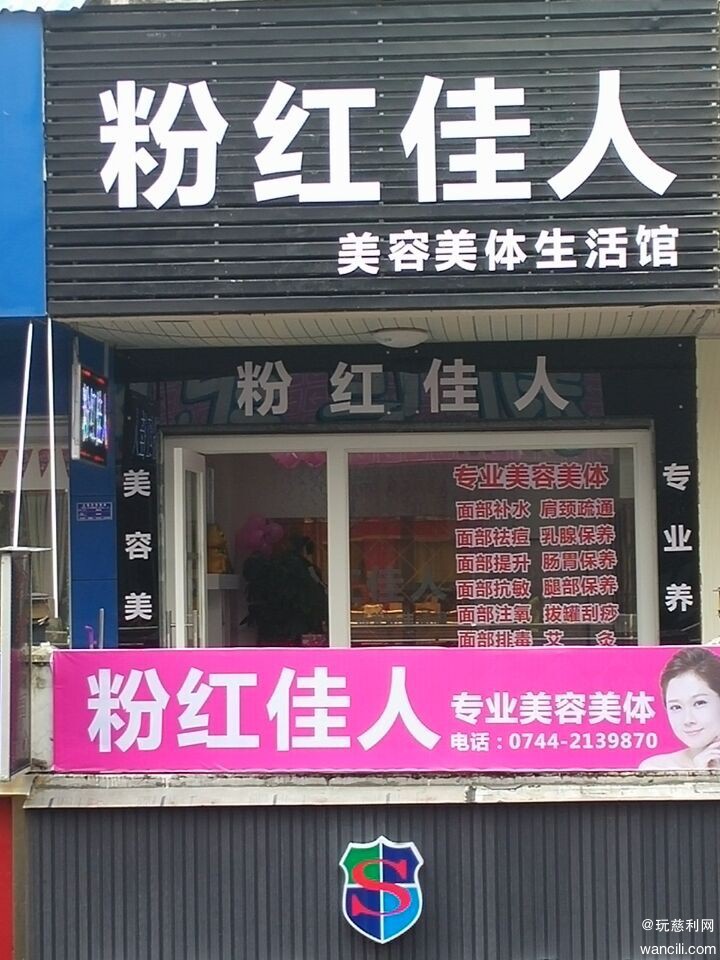 粉红佳人
美容美体生活馆
粉红佳人
美容美
专业养
专业美容美体
面部补水 肩颈疏通
面部祛痘 乳腺保养
面部提升 肠胃保养
面部抗敏 腿部保养
面部注氧 拔罐刮痧
面部排毒 艾 灸
佳人
粉红佳人
专业美容美体
电话:0744-2139870
S
@玩慈利网
wancili.com